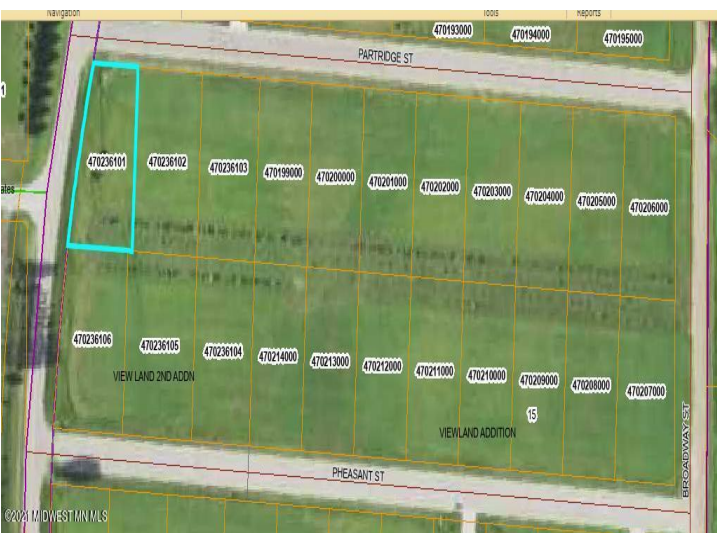 Navigation Tools Reports
470193000 470194000 470195000
PARTRIDGE ST
1
470236101 470236102 470236103 470199000 470200000 470201000 470202000 470203000 470204000 470205000 470206000
ates
470236106 470236105 470236104 470214000 470213000 470212000 470211000 470210000 470209000 470208000 470207000
VIEW LAND 2ND ADDN
15
VIEWLAND ADDITION
BROADWAY ST
PHEASANT ST
©2021 MIDWEST MN MLS